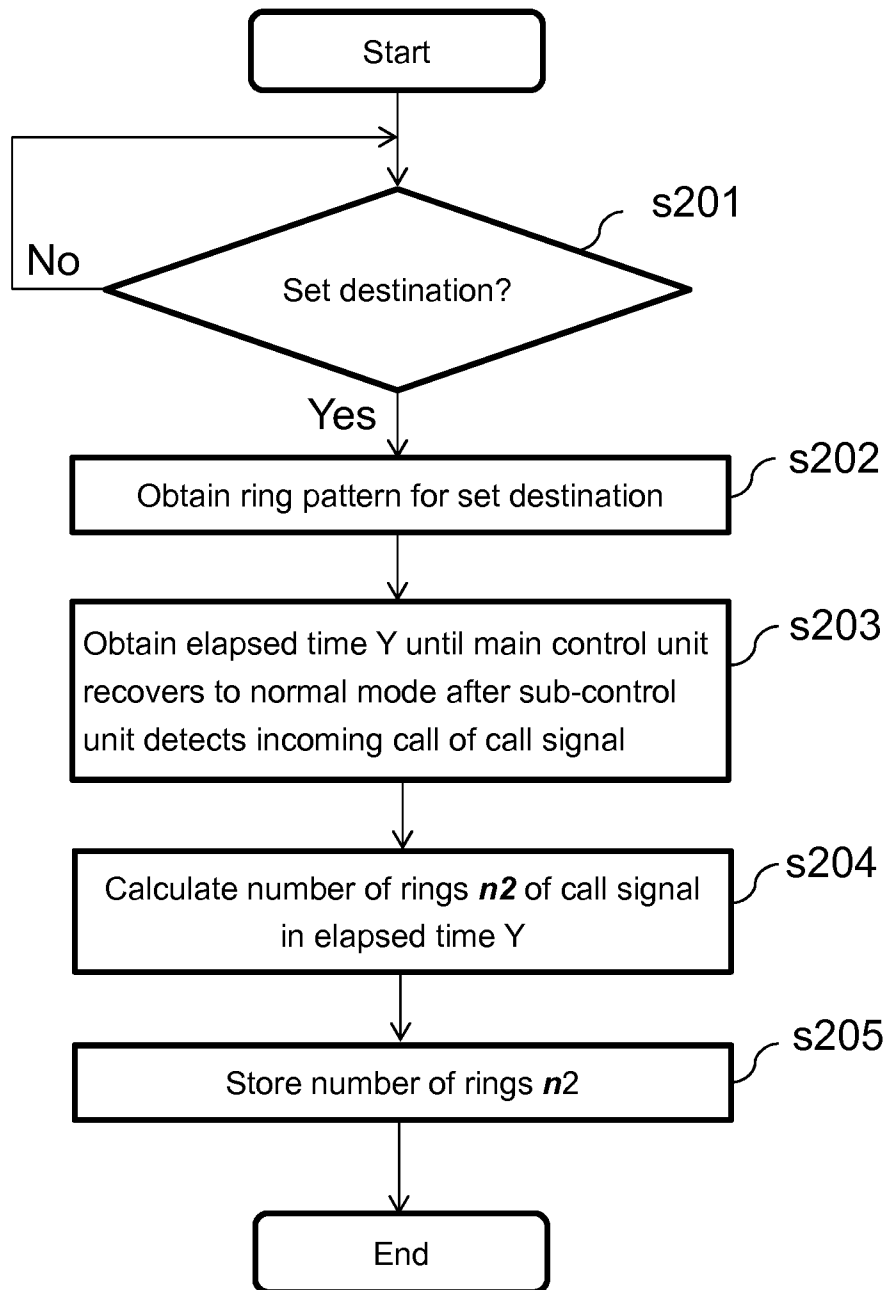 Start
s201
No
Set destination?
Yes
s202
Obtain ring pattern for set destination
s203
Obtain elapsed time Y until main control unit
recovers to normal mode after sub-control
unit detects incoming call of call signal
s204
Calculate number of rings n2 of call signal
in elapsed time Y
s205
Store number of rings n2
End